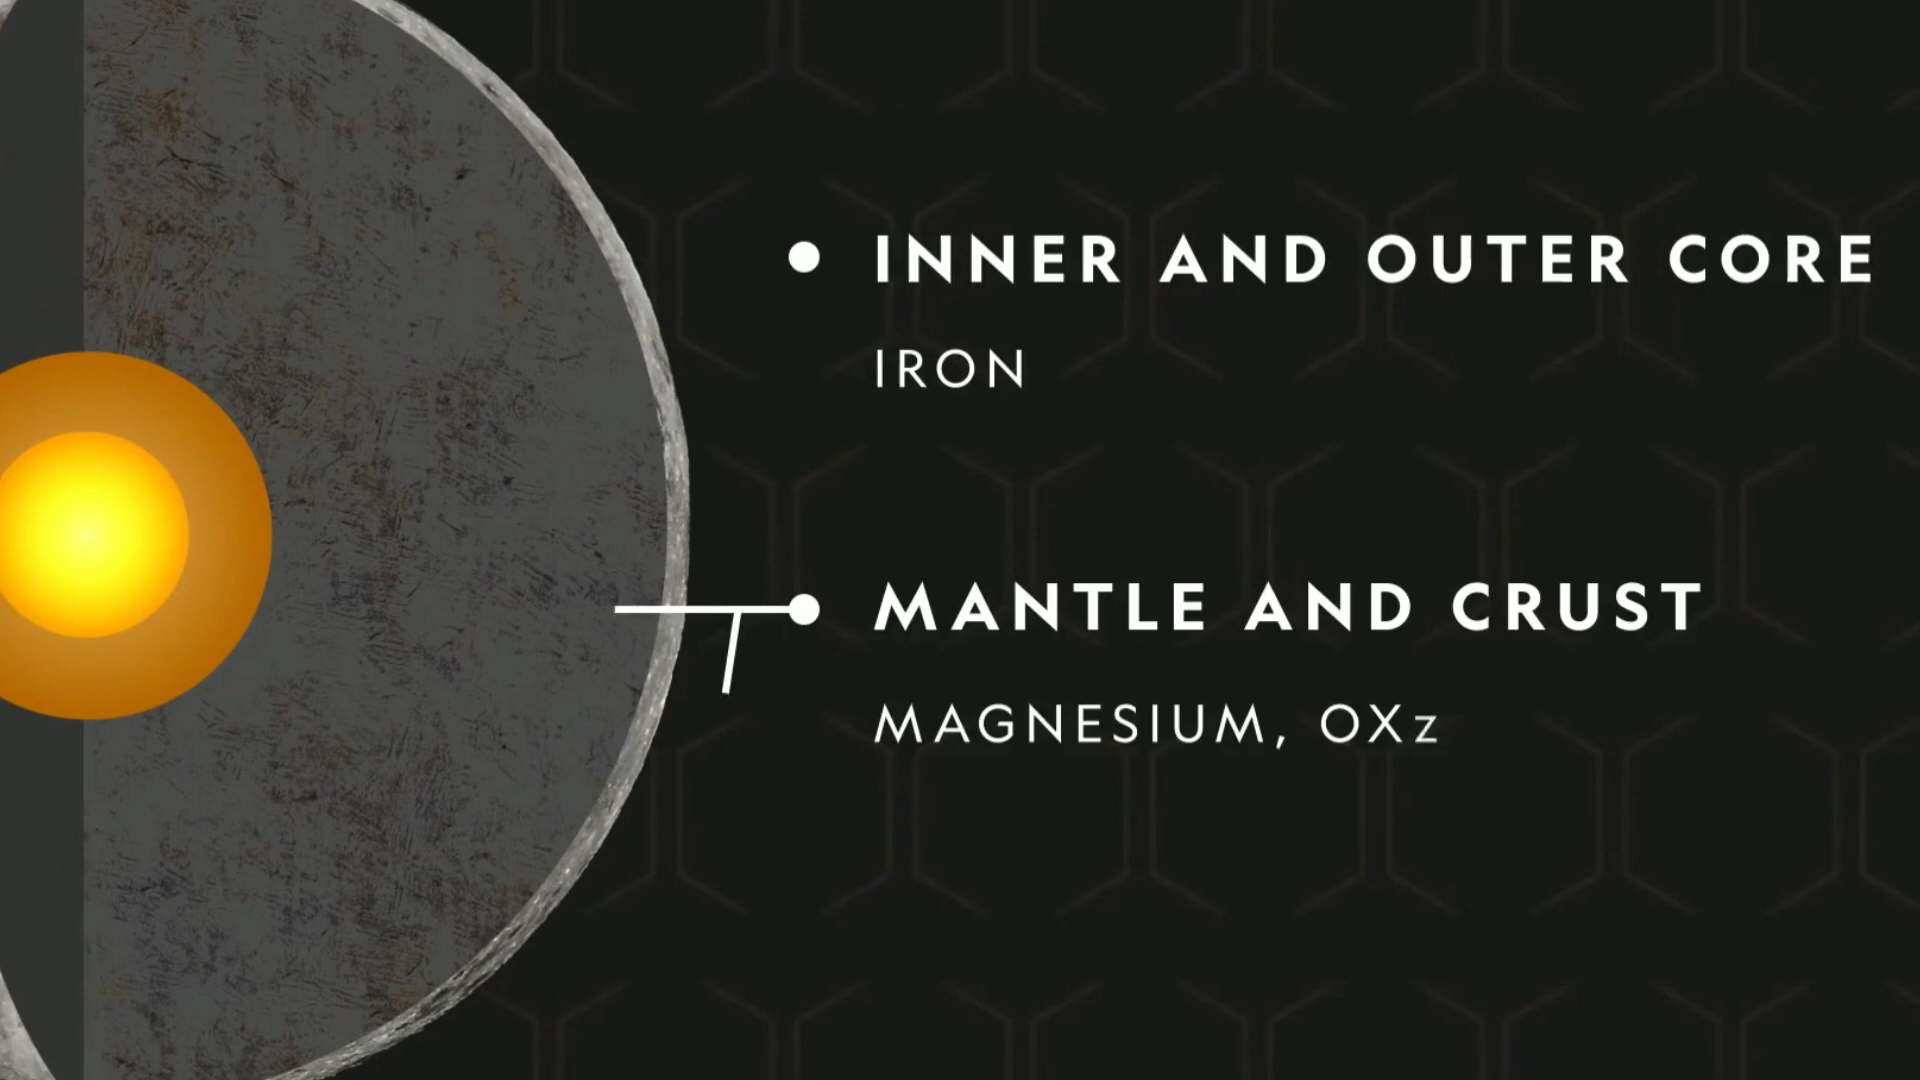 INNER AND OUTER CORE
IRON
MANTLE AND CRUST
MAGNESIUM, OXz